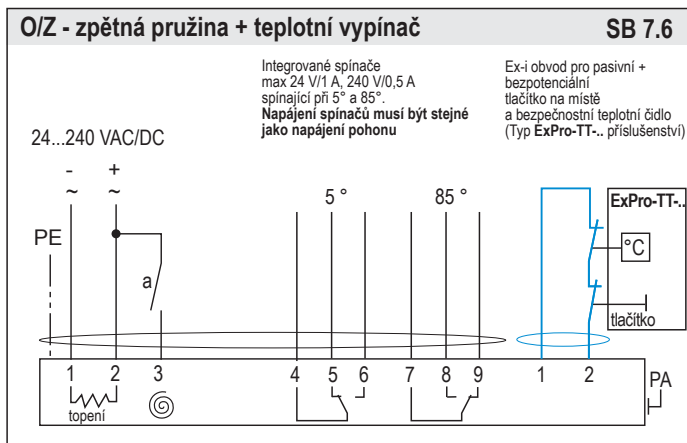 O/Z - zpětná pružina + teplotní vypínač
SB 7.6
Integrované spínače
max 24 V/1 A, 240 V/0,5 A
spínající při 5° a 85°.
Napájení spínačů musí být stejné
jako napájení pohonu
Ex-i obvod pro pasivní +
bezpotenciální
tlačítko na místě
a bezpečnostní teplotní čidlo
(Typ ExPro-TT-.. příslušenství)
24...240 VAC/DC
- +
~ ~
5 ° 85 °
ExPro-TT-..
PE
°C
a
tlačítko
1 2 3 4 5 6 7 8 9 1 2
PA
topení